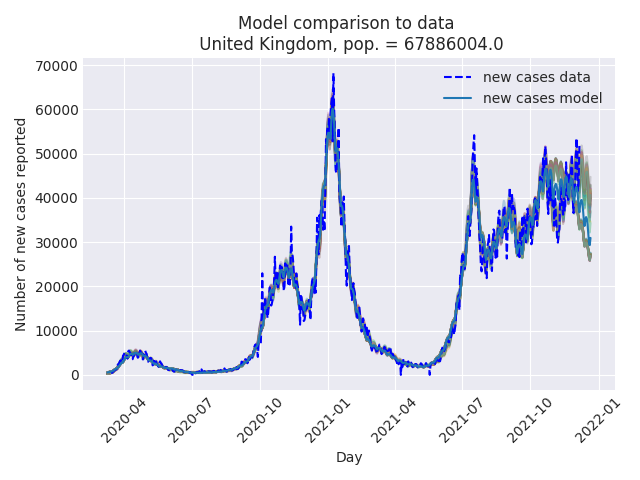 Model comparison to data
United Kingdom, pop. = 67886004.0
new cases data
new cases model
Number of new cases reported
70000
60000
50000
40000
30000
20000
10000
0
2020-04
2020-07
2020-10
2021-01
2021-04
2021-07
2021-10
2022-01
Day